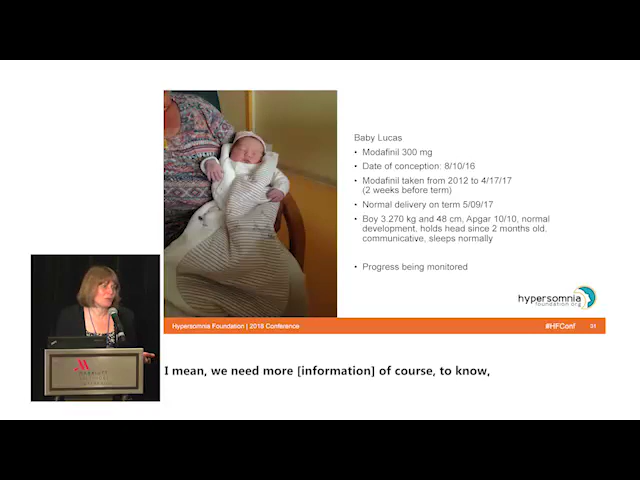 Baby Lucas
• Modafinil 300 mg
• Date of conception: 8/10/16
• Modafinil taken from 2012 to 4/17/17
(2 weeks before term)
• Normal delivery on term 5/09/17
• Boy 3.270 kg and 48 cm, Apgar 10/10, normal
development, holds head since 2 months old,
communicative, sleeps normally
• Progress being monitored
hypersomnia
foundation.org
Hypersomnia Foundation | 2018 Conference
#HFConf
31
Marriott
I mean, we need more [information] of course, to know,